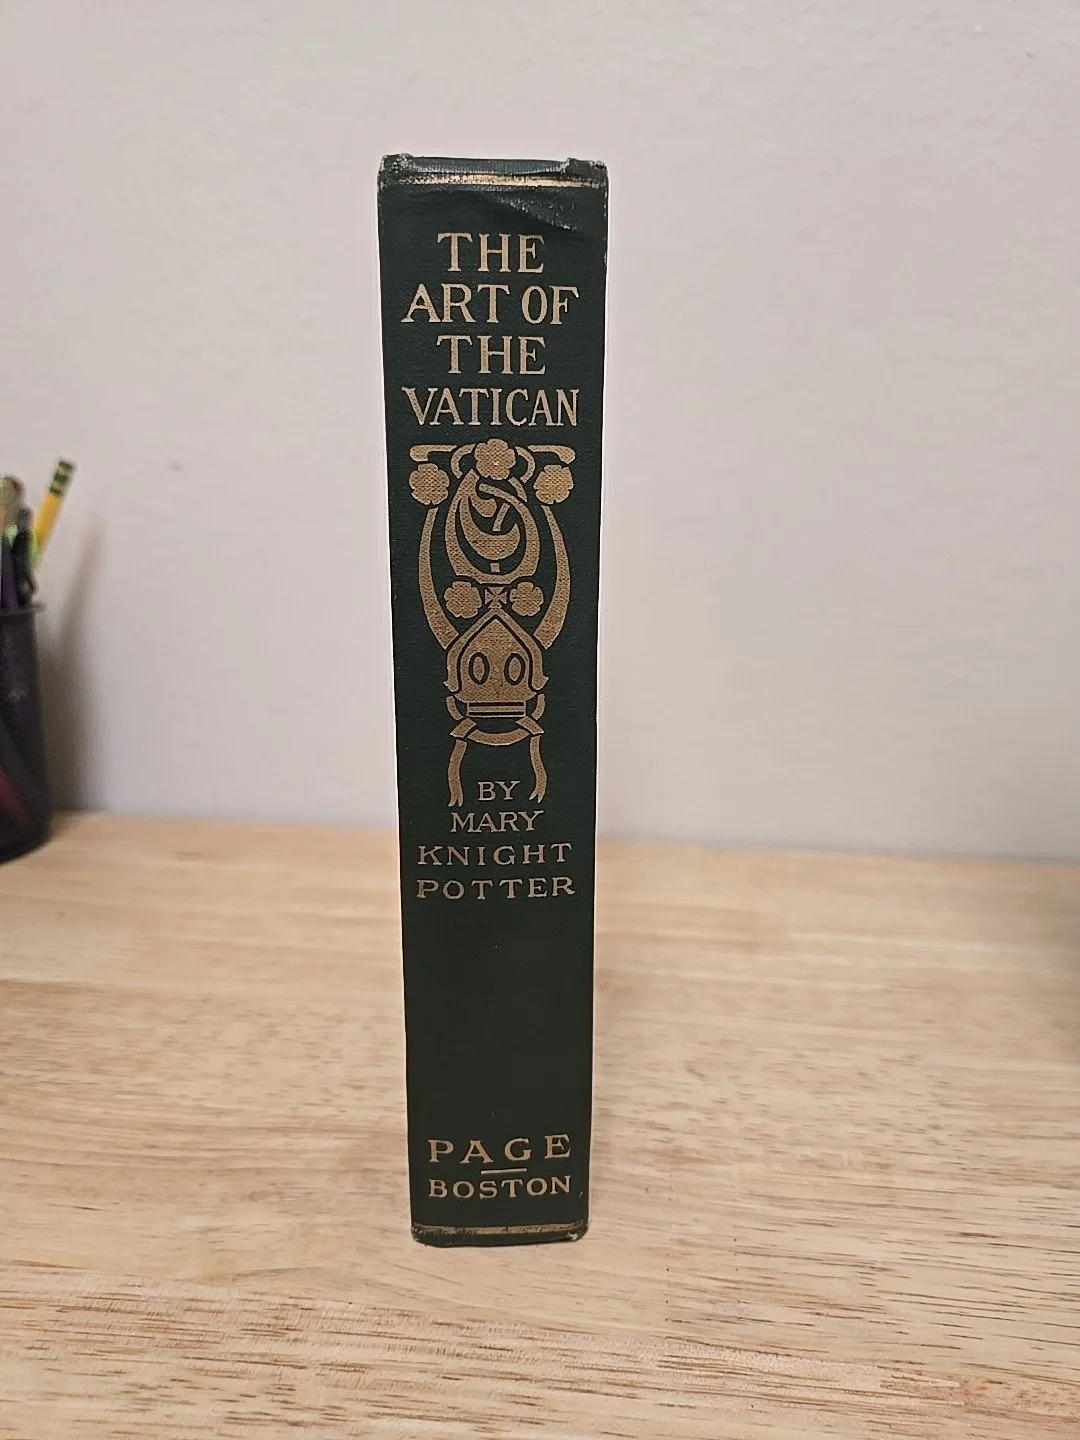 THE
ART OF
THE
VATICAN
BY
MARY
KNIGHT
POTTER
PAGE
BOSTON